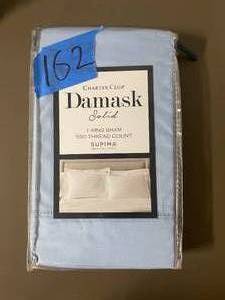 162
CHARTER CLUB
Damask
Solid
1 KING SHAM
550 THREAD COUNT
SUPIMA